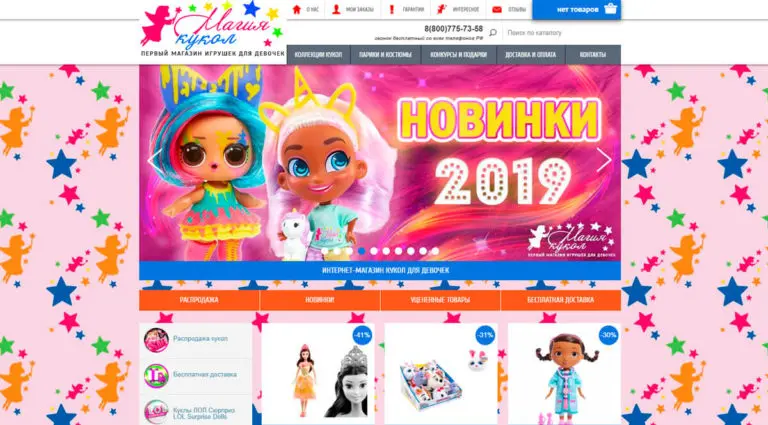 Магия
кукол
ПЕРВЫЙ МАГАЗИН ИГРУШЕК ДЛЯ ДЕВОЧЕК
О НАС
МОИ ЗАКАЗЫ
ГАРАНТИИ
ИНТЕРЕСНОЕ
ОТЗЫВЫ
НЕТ ТОВАРОВ
8(800)775-73-58
звонок бесплатный со всех телефонов РФ
Поиск по каталогу
КОЛЛЕКЦИИ КУКОЛ
ПАРИКИ И КОСТЮМЫ
КОНКУРСЫ И ПОДАРКИ
ДОСТАВКА И ОПЛАТА
КОНТАКТЫ
НОВИНКИ
2019
Магия
кукол
ПЕРВЫЙ МАГАЗИН ИГРУШЕК ДЛЯ ДЕВОЧЕК
ИНТЕРНЕТ-МАГАЗИН КУКОЛ ДЛЯ ДЕВОЧЕК
РАСПРОДАЖА
НОВИНКИ
УЦЕНЕННЫЕ ТОВАРЫ
БЕСПЛАТНАЯ ДОСТАВКА
Распродажа кукол
Бесплатная доставка
Куклы ЛОЛ Сюрприз
LOL Surprise Dolls
-41%
-31%
-30%